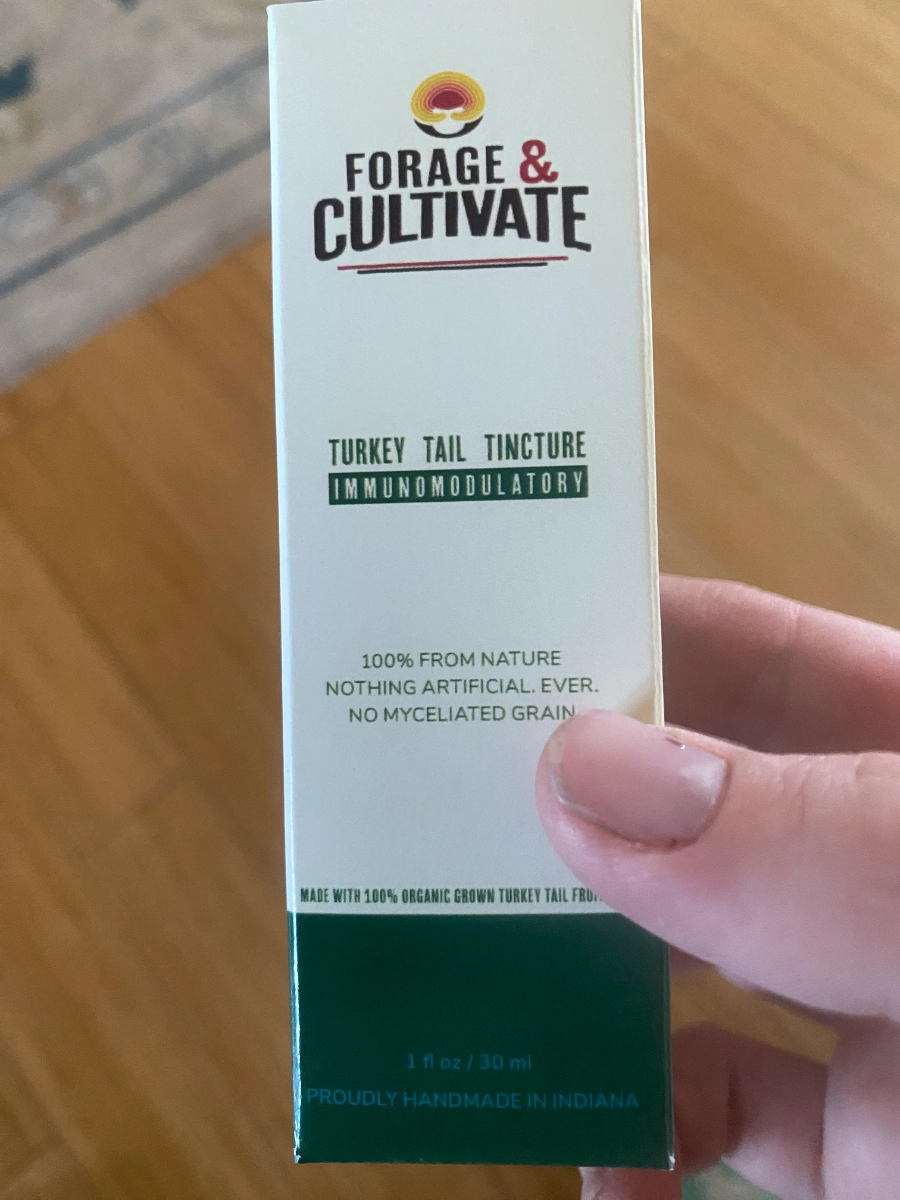 FORAGE &
CULTIVATE
TURKEY TAIL TINCTURE
IMMUNOMODULATORY
100% FROM NATURE
NOTHING ARTIFICIAL. EVER.
NO MYCELIATED GRAIN
MADE WITH 100% ORGANIC GROWN TURKEY TAIL
1 fl oz / 30 ml
PROUDLY HANDMADE IN INDIANA